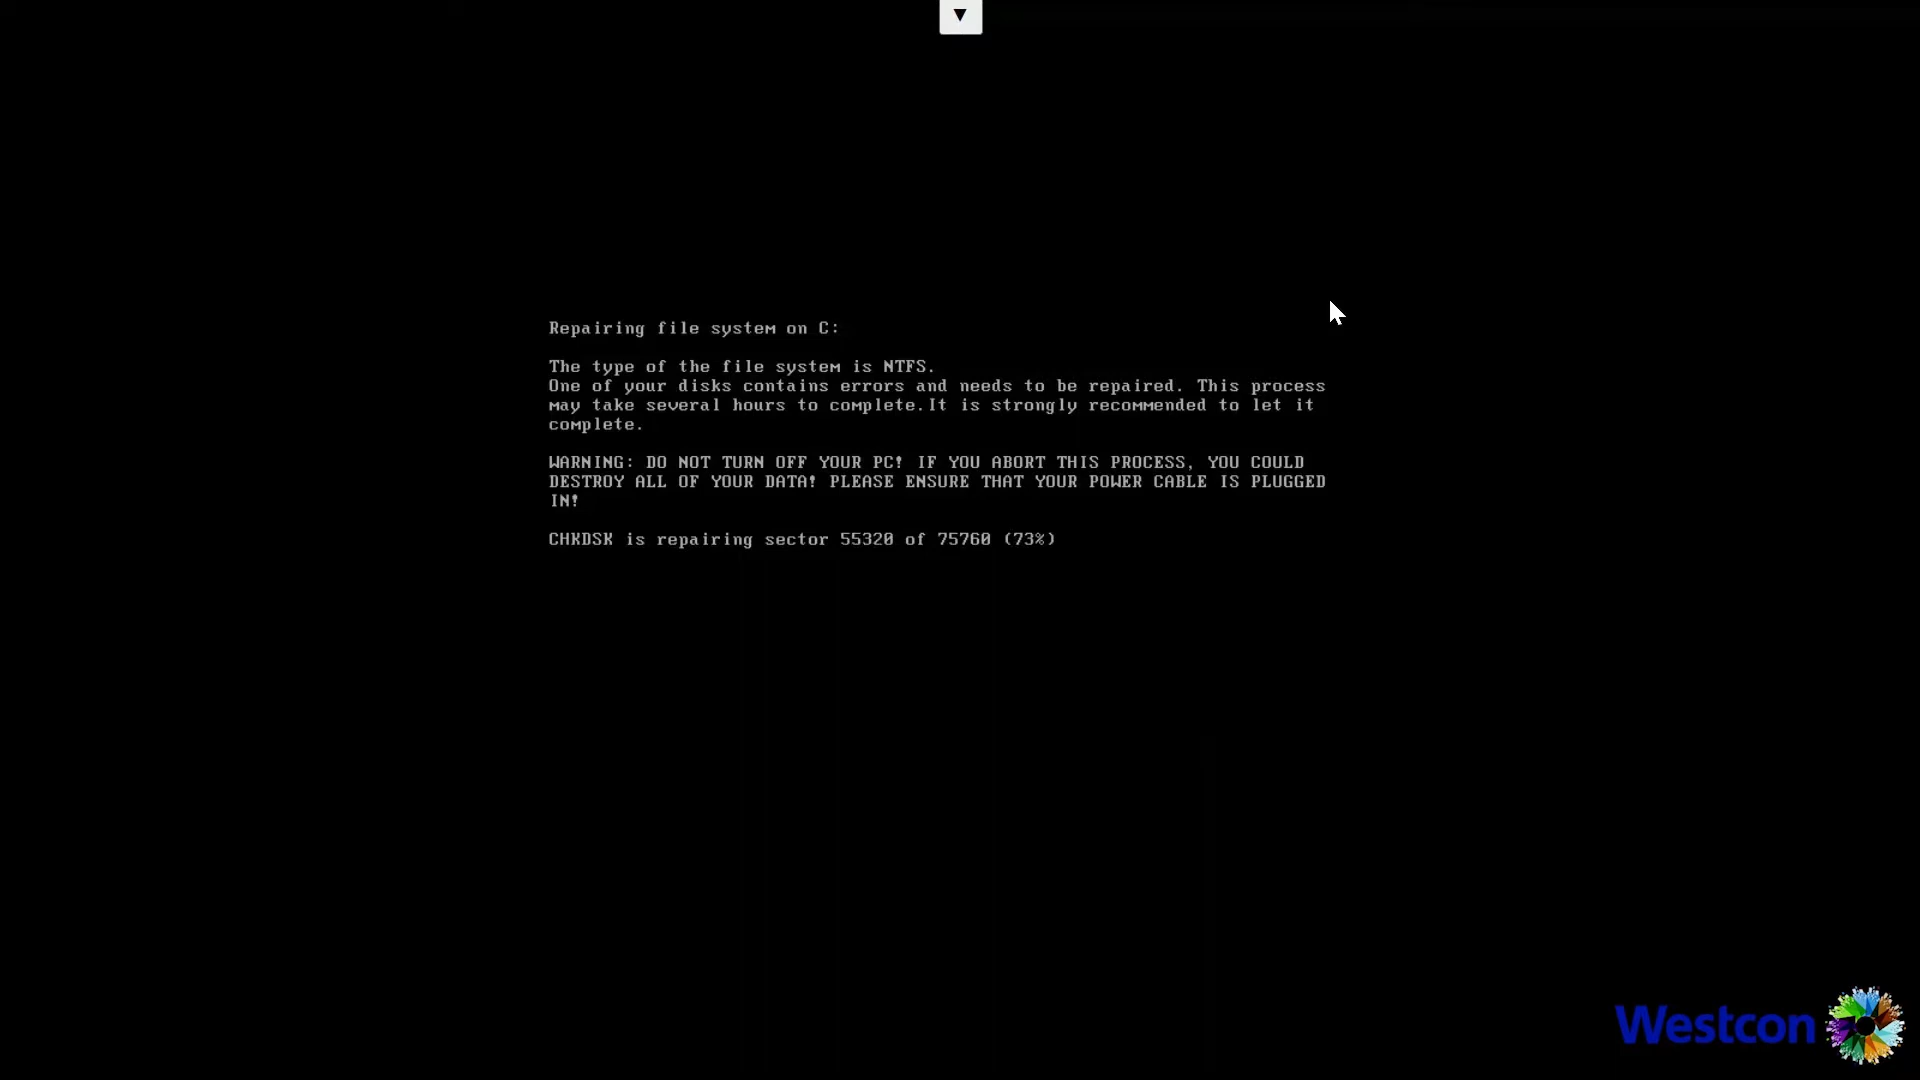 ▼
Repairing file system on C:
The type of the file system is NTFS.
One of your disks contains errors and needs to be repaired. This process
may take several hours to complete.It is strongly recommended to let it
complete.
WARNING: DO NOT TURN OFF YOUR PC! IF YOU ABORT THIS PROCESS, YOU COULD
DESTROY ALL OF YOUR DATA! PLEASE ENSURE THAT YOUR POWER CABLE IS PLUGGED
IN!
CHKDSK is repairing sector 55320 of 75760 (73%)
Westcon